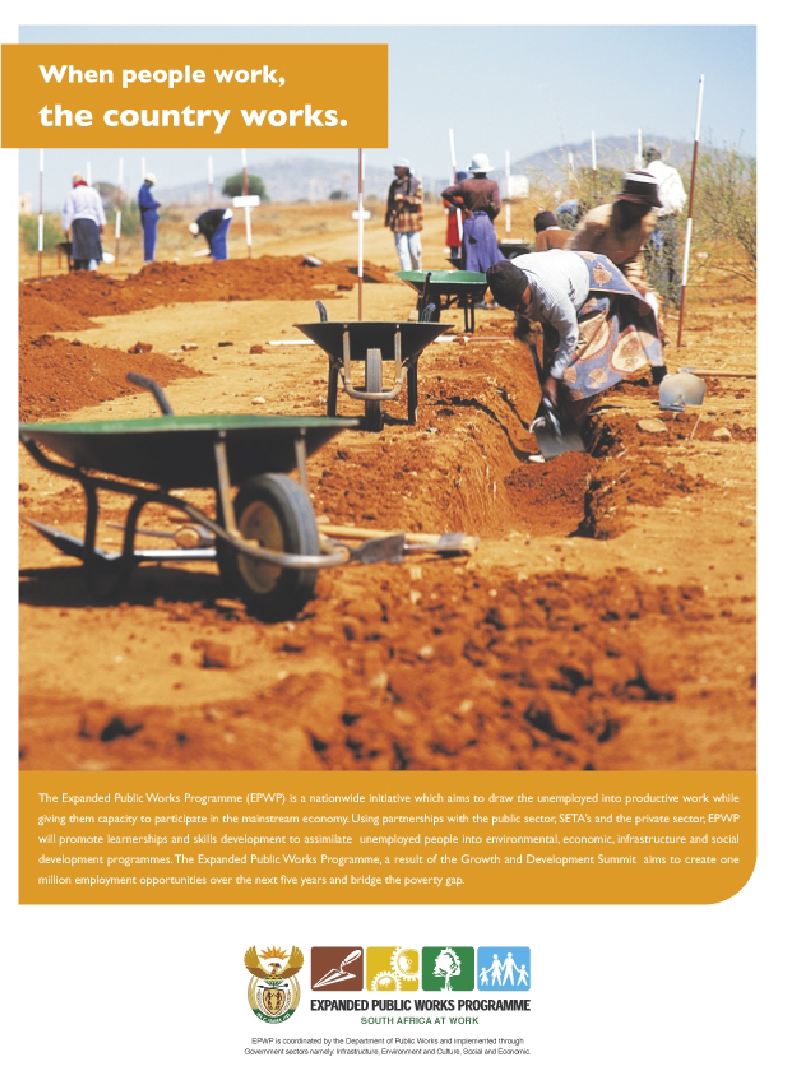 When people work,
the country works.
The Expanded Public Works Programme (EPWP) is a nationwide initiative which aims to draw the unemployed into productive work while
giving them capacity to participate in the mainstream economy. Using partnerships with the public sector, SETA's and the private sector, EPWP
will promote learnerships and skills development to assimilate unemployed people into environmental, economic, infrastructure and social
development programmes. The Expanded Public Works Programme, a result of the Growth and Development Summit aims to create one
million employment opportunities over the next five years and bridge the poverty gap.
EXPANDED PUBLIC WORKS PROGRAMME
SOUTH AFRICA AT WORK
EPWP is coordinated by the Department of Public Works and implemented through
Government sectors namely: Infrastructure, Environment and Culture, Social and Economic.